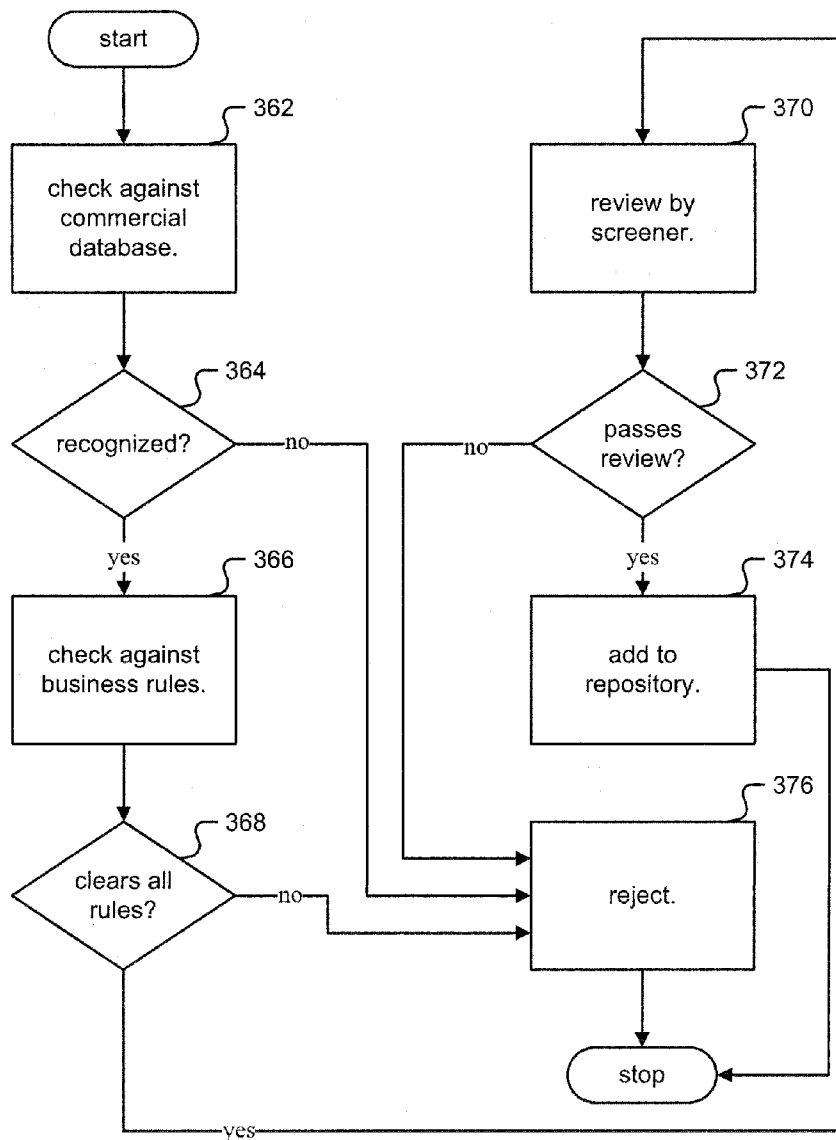 start
362
check against
commercial
database.
364
recognized?
no
yes
366
check against
business rules.
368
clears all
rules?
no
yes
370
review by
screener.
372
passes
review?
no
yes
374
add to
repository.
376
reject.
stop